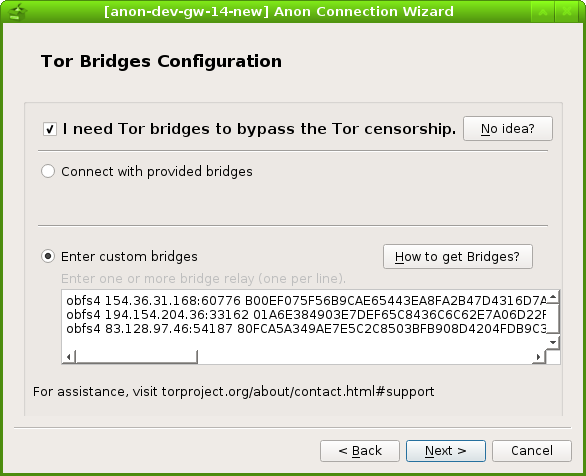 [anon-dev-gw-14-new] Anon Connection Wizard
Tor Bridges Configuration
I need Tor bridges to bypass the Tor censorship.
No idea?
Connect with provided bridges
Enter custom bridges
How to get Bridges?
Enter one or more bridge relay (one per line).
obfs4 154.36.31.168:60776 B00EF075F56B9CAE65443EA8FA2B47D4316D7A
obfs4 194.154.204.36:33162 01A6E384903E7DEF65C8436C6C62E7A06D22F
obfs4 83.128.97.46:54187 80FCA5A349AE7E5C2C8503BFB908D4204FDB9C3
For assistance, visit torproject.org/about/contact.html#support
< Back
Next >
Cancel